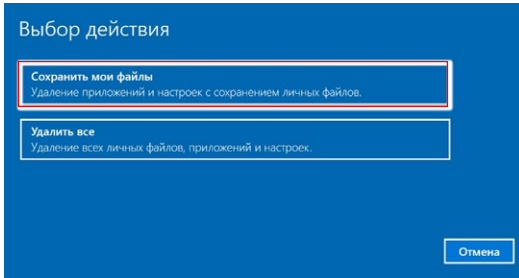 Выбор действия
Сохранить мои файлы
Удаление приложений и настроек с сохранением личных файлов.
Удалить все
Удаление всех личных файлов, приложений и настроек.
Отмена